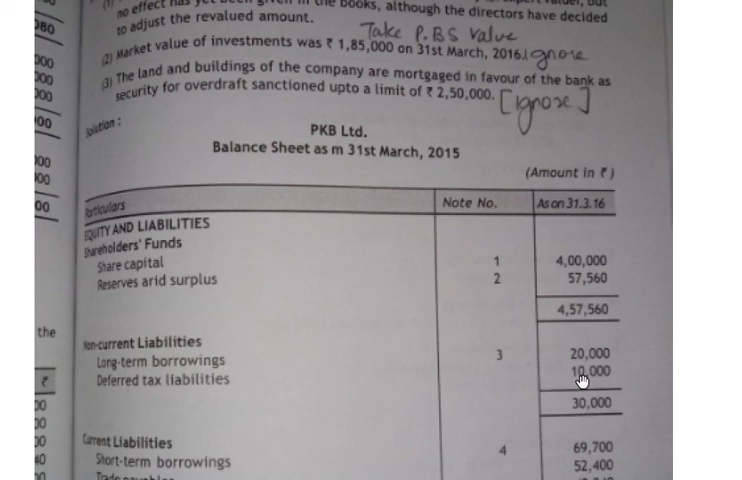 (1)
no effect has yet been given in the books, although the directors have decided
to adjust the revalued amount.
Take P.B S value
(2) Market value of investments was ₹ 1,85,000 on 31st March, 2016. Ignore
(3) The land and buildings of the company are mortgaged in favour of the bank as
security for overdraft sanctioned upto a limit of ₹ 2,50,000. [Ignose]
Solution :
PKB Ltd.
Balance Sheet as m 31st March, 2015
(Amount in ₹ )
Particulars Note No. As on 31.3.16
EQUITY AND LIABILITIES
Shareholders' Funds
Share capital 1 4,00,000
Reserves arid surplus 2 57,560
4,57,560
Non-current Liabilities
Long-term borrowings 3 20,000
Deferred tax liabilities 10,000
30,000
Current Liabilities
Short-term borrowings 4 69,700
52,400
the
₹